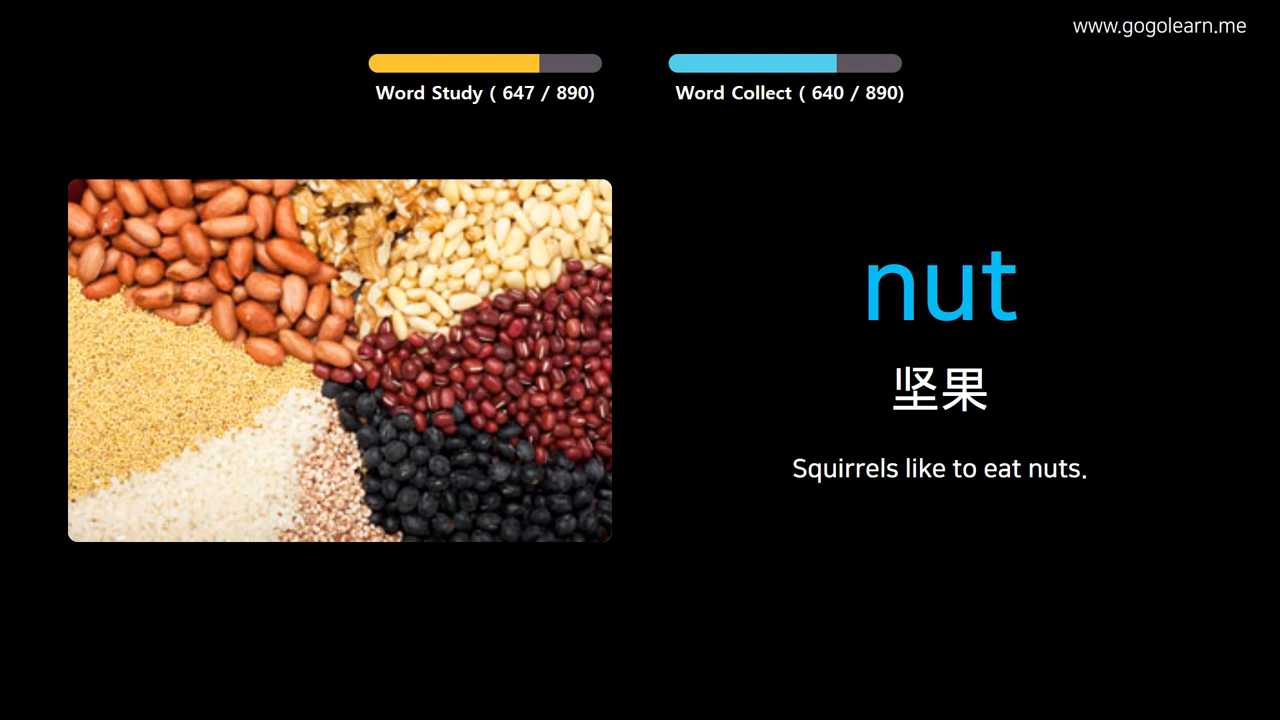 www.gogolearn.me
Word Study ( 647 / 890)
Word Collect ( 640 / 890)
nut
坚果
Squirrels like to eat nuts.